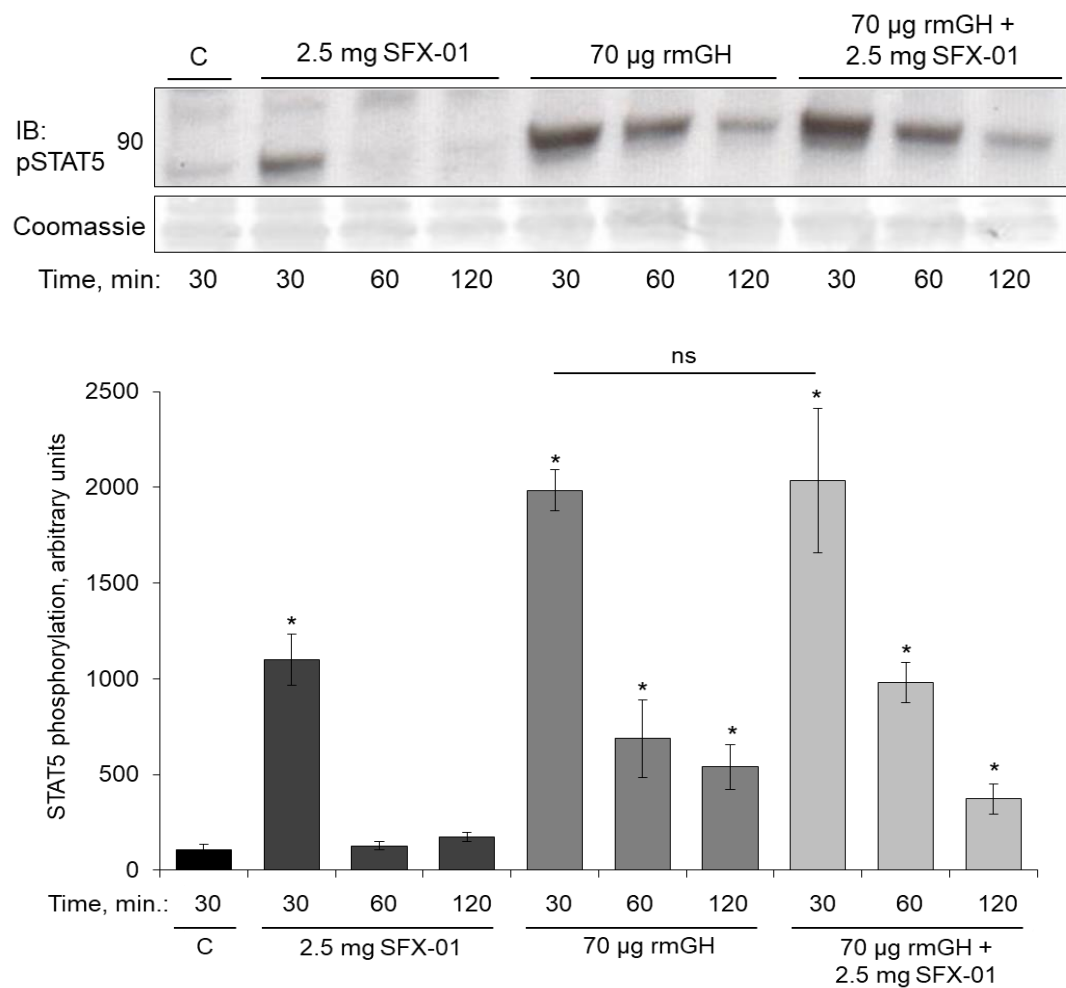 C
2.5 mg SFX-01
70 µg rmGH
70 µg rmGH +
2.5 mg SFX-01
IB:
pSTAT5
90
Coomassie
Time, min: 30 30 60 120 30 60 120 30 60 120
ns
STAT5 phosphorylation, arbitrary units
2500
2000
1500
1000
500
0
* * * * * * *
Time, min.: 30 30 60 120 30 60 120 30 60 120
C
2.5 mg SFX-01
70 µg rmGH
70 µg rmGH +
2.5 mg SFX-01